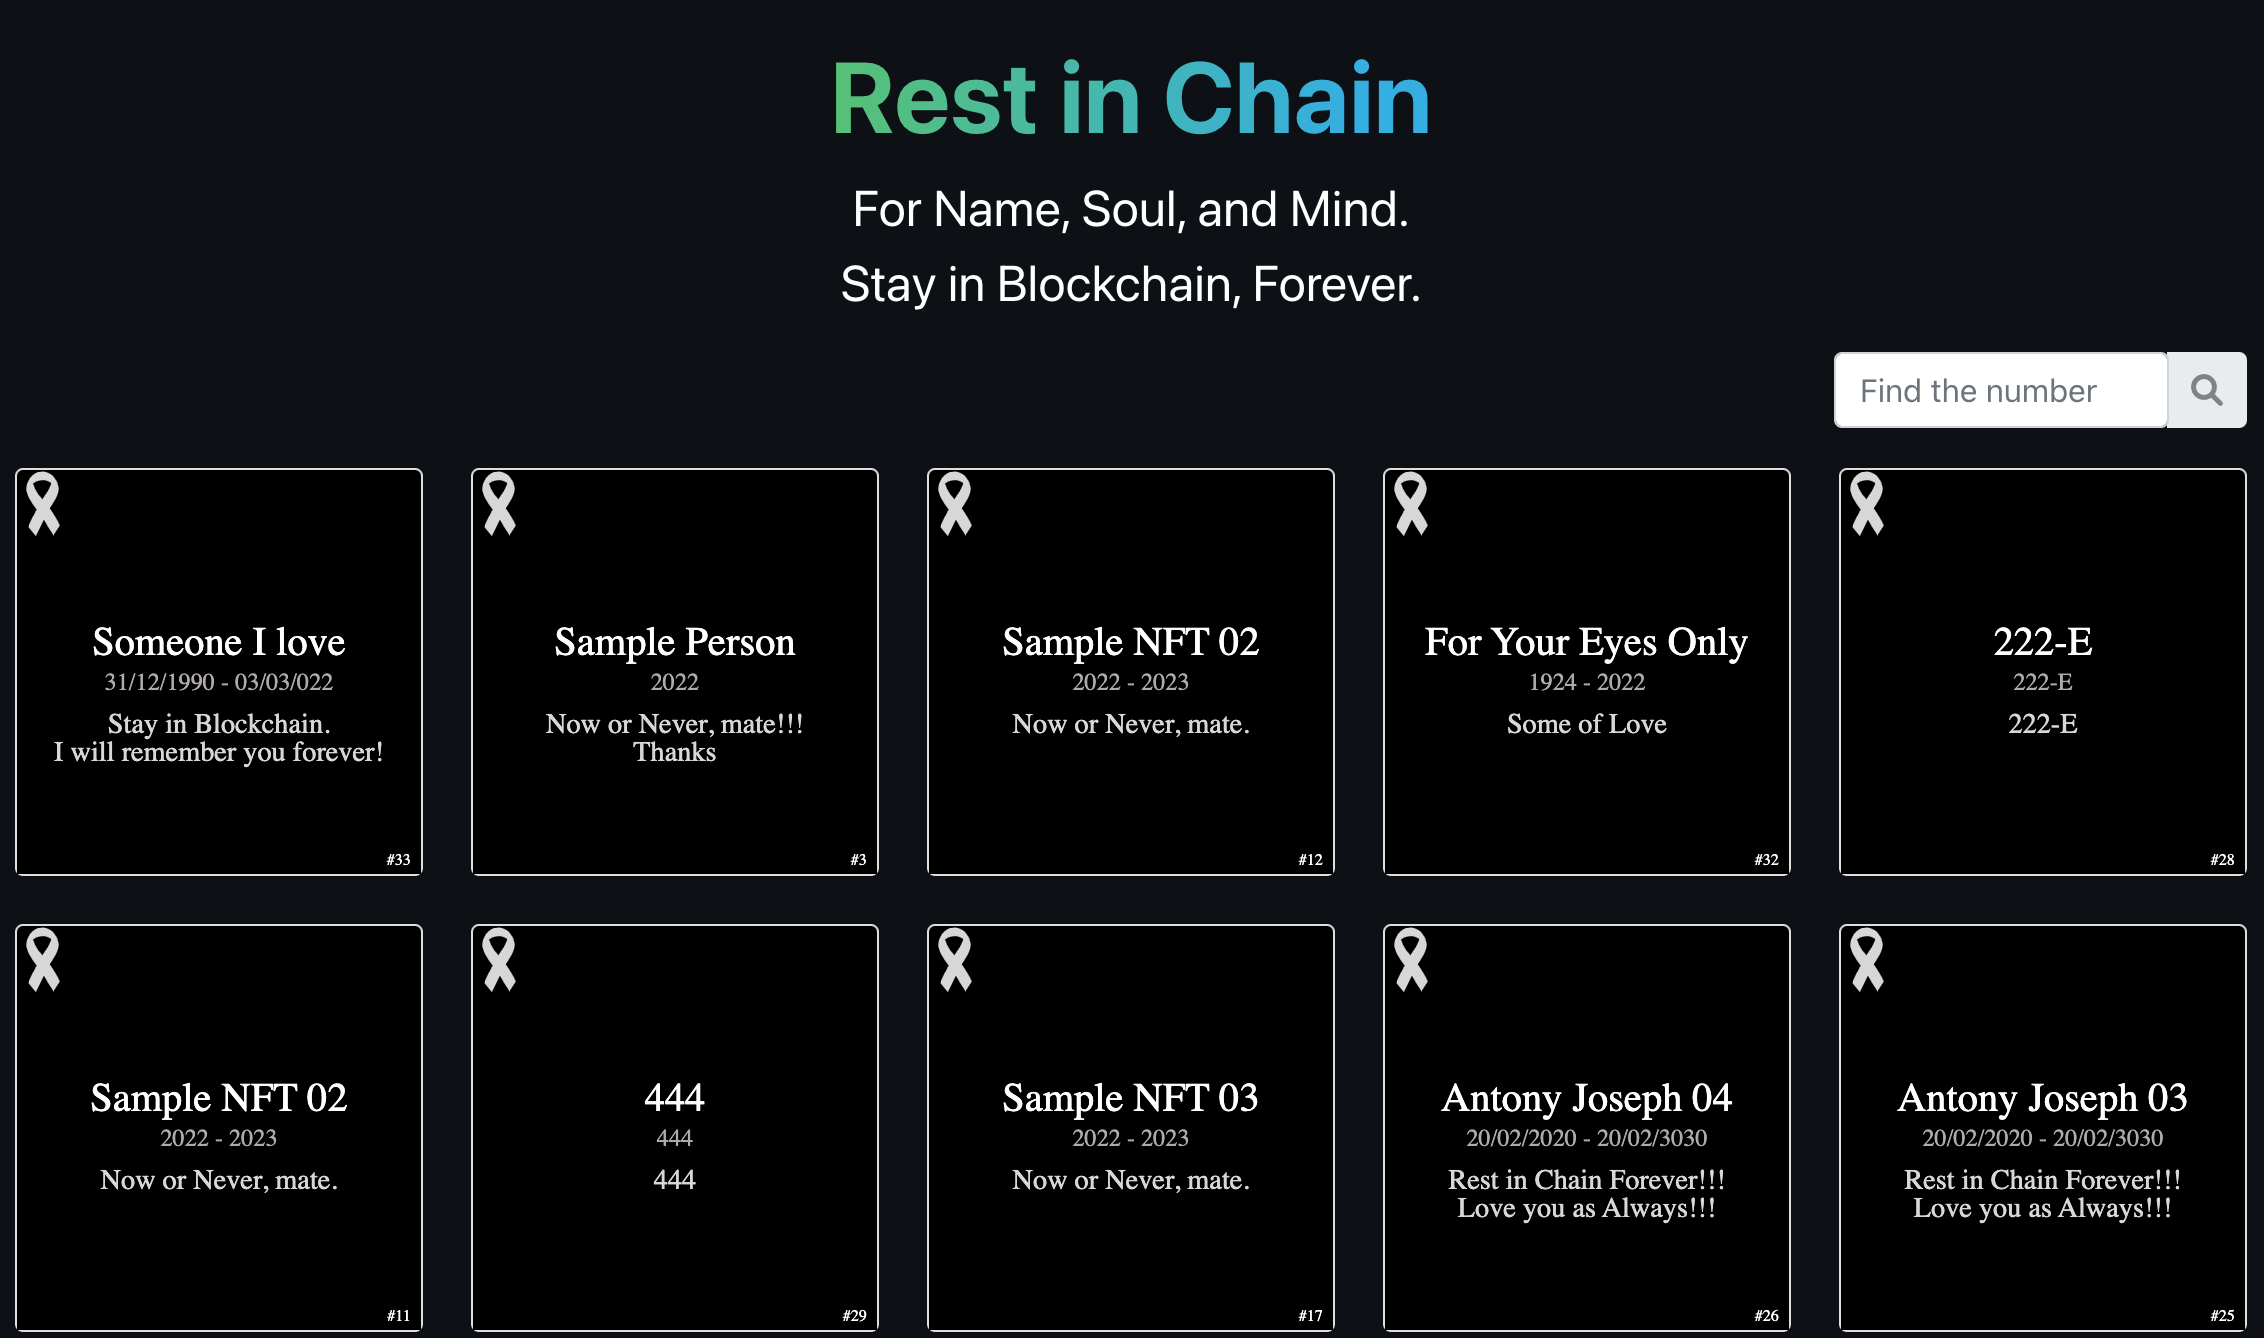 Rest in Chain
For Name, Soul, and Mind.
Stay in Blockchain, Forever.
Find the number
Someone I love
31/12/1990 - 03/03/022
Stay in Blockchain.
I will remember you forever!
#33
Sample Person
2022
Now or Never, mate!!!
Thanks
#3
Sample NFT 02
2022 - 2023
Now or Never, mate.
#12
For Your Eyes Only
1924 - 2022
Some of Love
#32
222-E
222-E
222-E
#28
Sample NFT 02
2022 - 2023
Now or Never, mate.
#11
444
444
444
#29
Sample NFT 03
2022 - 2023
Now or Never, mate.
#17
Antony Joseph 04
20/02/2020 - 20/02/3030
Rest in Chain Forever!!!
Love you as Always!!!
#26
Antony Joseph 03
20/02/2020 - 20/02/3030
Rest in Chain Forever!!!
Love you as Always!!!
#25